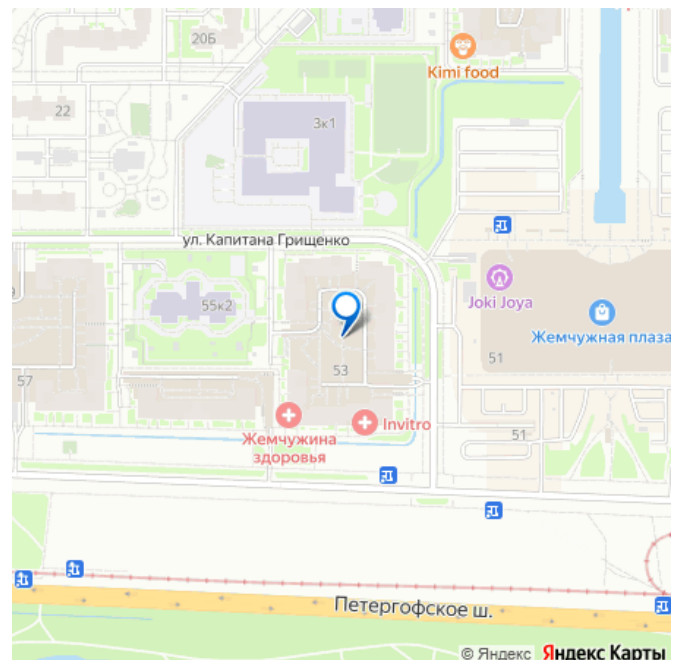 20Б
Kimi food
22
3к1
ул. Капитана Грищенко
Joki Joya
55к2
Жемчужная плаза
51
53
57
Invitro
Жемчужина
здоровья
51
Петергофское ш.
© Яндекс Яндекс Карты